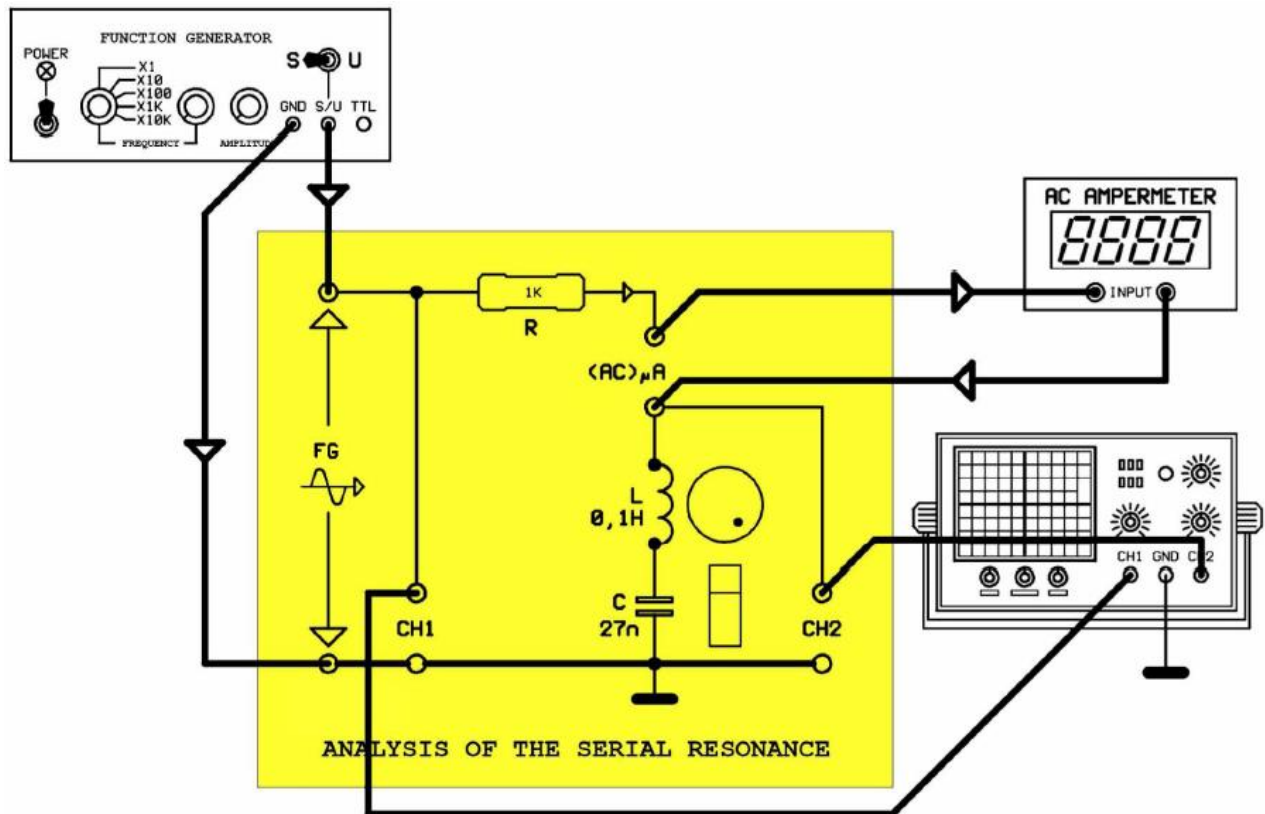 FUNCTION GENERATOR
POWER
S U
X1
X10
X100
X1K
X10K
GND S/U TTL
FREQUENCY
AC AMPERMETER
8888
INPUT
1K
R
(AC)µA
FG
L
0,1H
C
27n
CH1
CH2
CH1 GND CH2
ANALYSIS OF THE SERIAL RESONANCE